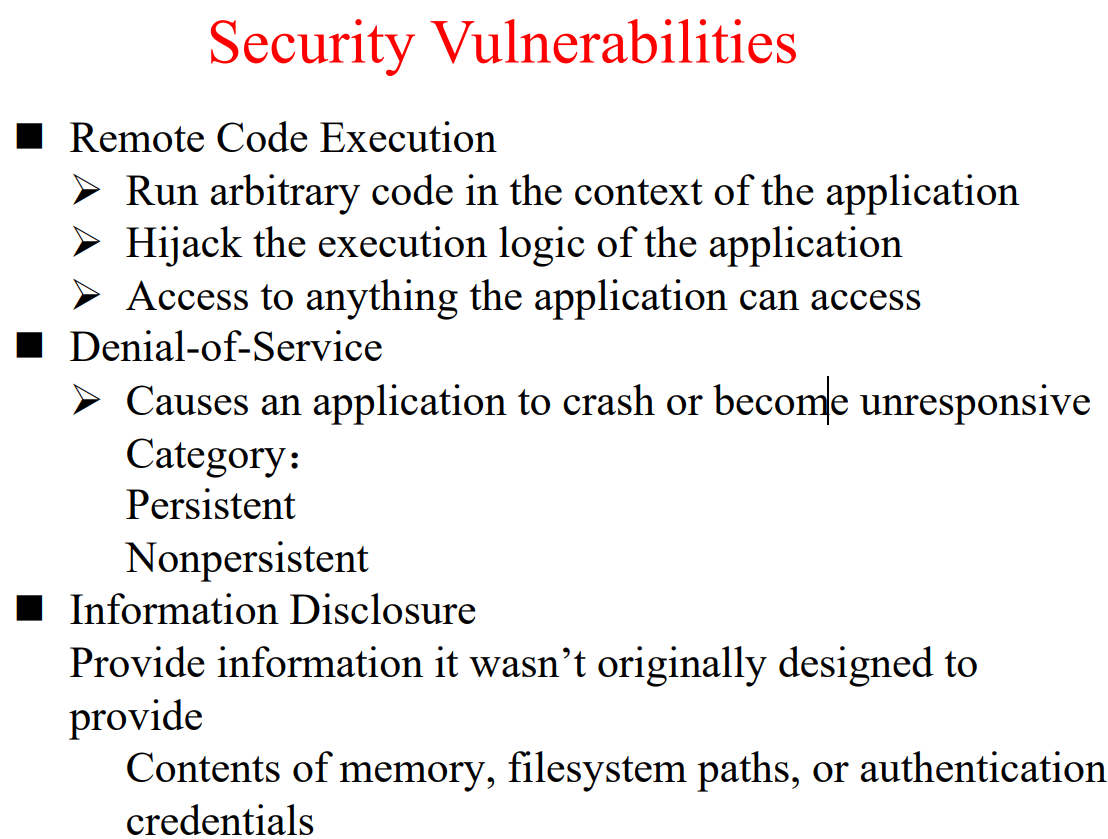 Security Vulnerabilities
■ Remote Code Execution
➢ Run arbitrary code in the context of the application
➢ Hijack the execution logic of the application
➢ Access to anything the application can access
■ Denial-of-Service
➢ Causes an application to crash or become unresponsive
Category：
Persistent
Nonpersistent
■ Information Disclosure
Provide information it wasn’t originally designed to
provide
Contents of memory, filesystem paths, or authentication
credentials